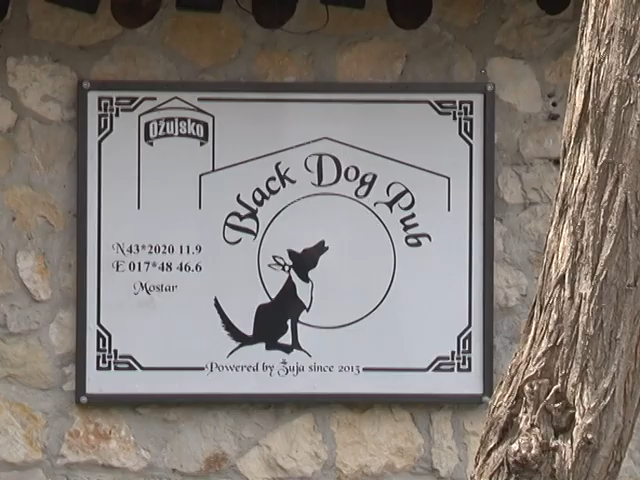 Ožujsko
Black Dog Pub
N43*2020 11.9
E 017*48 46.6
Mostar
Powered by Žuja since 2013